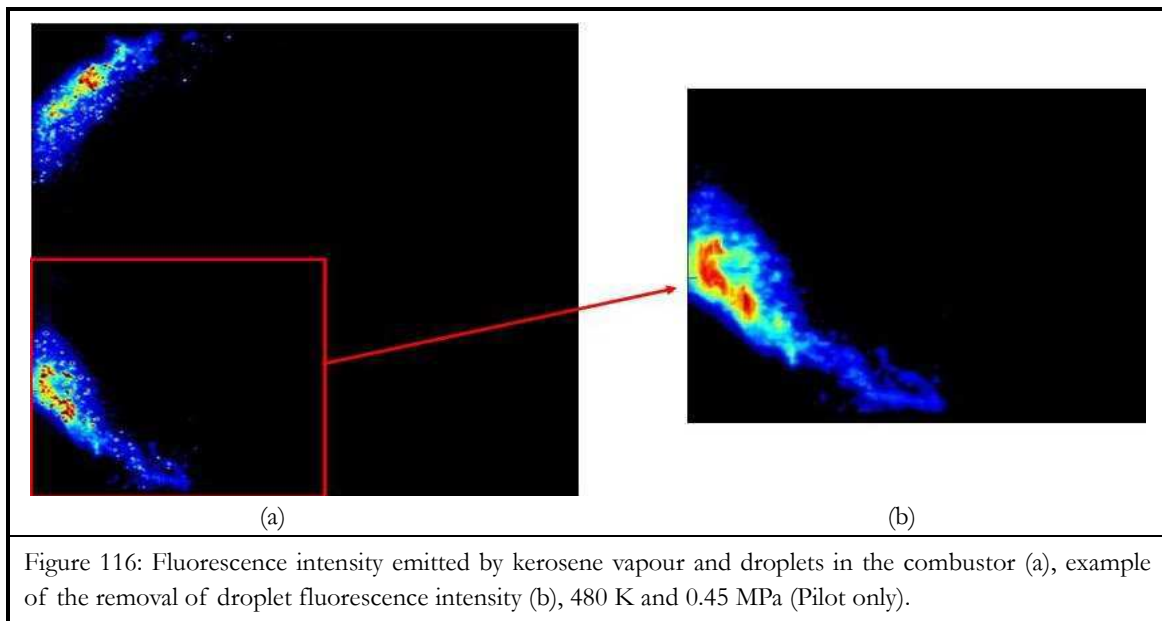 (a)
(b)
Figure 116: Fluorescence intensity emitted by kerosene vapour and droplets in the combustor (a), example
of the removal of droplet fluorescence intensity (b), 480 K and 0.45 MPa (Pilot only).